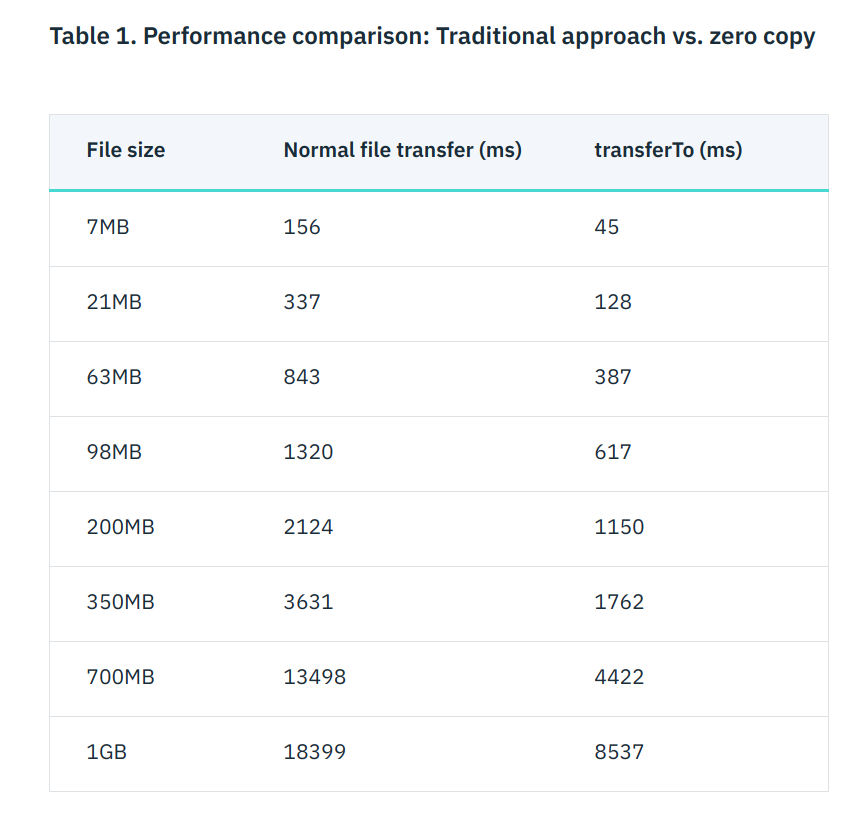 Table 1. Performance comparison: Traditional approach vs. zero copy
File size Normal file transfer (ms) transferTo (ms)
7MB 156 45
21MB 337 128
63MB 843 387
98MB 1320 617
200MB 2124 1150
350MB 3631 1762
700MB 13498 4422
1GB 18399 8537